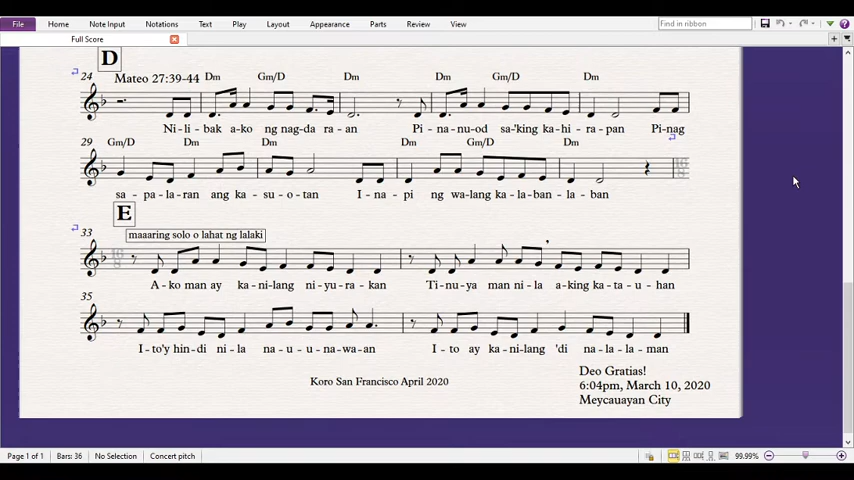 File Home Note Input Notations Text Play Layout Appearance Parts Review View Find in ribbon
Full Score
D
24 Mateo 27:39-44 Dm Gm/D Dm Dm Gm/D Dm
Ni - li - bak a-ko ng nag-da ra - an Pi - na-nu-od sa-'king ka-hi - ra - pan Pi-nag
29 Gm/D Dm Dm Dm Gm/D Dm
sa - pa - la-ran ang ka - su - o - tan I - na - pi ng wa-lang ka-la-ban - la - ban
16
8
E
33 maaaring solo o lahat ng lalaki
16
8
A - ko man ay ka - ni - lang ni - yu - ra - kan Ti - nu - ya man ni - la a-king ka - ta - u - han
35
I - to'y hin - di ni - la na - u - u - na - wa - an I - to ay ka - ni - lang 'di na - la - la - man
Koro San Francisco April 2020
Deo Gratias!
6:04pm, March 10, 2020
Meycauayan City
Page 1 of 1 Bars: 36 No Selection Concert pitch 99.99%